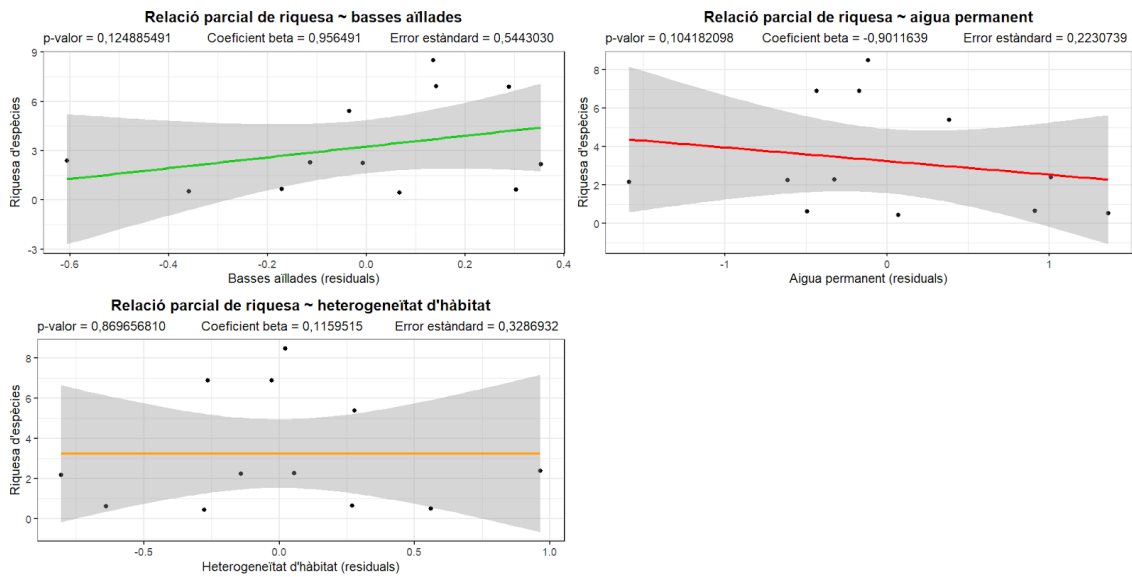 Relació parcial de riquesa ~ basses aïllades
p-valor = 0,124885491 Coeficient beta = 0,956491 Error estàndard = 0,5443030
Riquesa d'espècies
9
6
3
0
-3
-0.6 -0.4 -0.2 0.0 0.2 0.4
Basses aïllades (residuals)
Relació parcial de riquesa ~ aigua permanent
p-valor = 0,104182098 Coeficient beta = -0,9011639 Error estàndard = 0,2230739
Riquesa d'espècies
8
6
4
2
0
-1 0 1
Aigua permanent (residuals)
Relació parcial de riquesa ~ heterogeneïtat d'hàbitat
p-valor = 0,869656810 Coeficient beta = 0,1159515 Error estàndard = 0,3286932
Riquesa d'espècies
8
6
4
2
0
-0.5 0.0 0.5 1.0
Heterogeneïtat d'hàbitat (residuals)